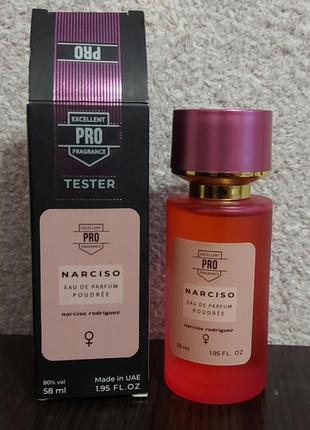 PRO
EXCELLENT
PRO
FRAGRANCE
TESTER
EXCELLENT
PRO
FRAGRANCE
NARCISO
EAU DE PARFUM
POUDRÉE
narciso rodriguez
80% vol
58 ml
Made in UAE
1.95 FL.OZ
EXCELLENT
PRO
FRAGRANCE
NARCISO
EAU DE PARFUM
POUDRÉE
narciso rodriguez
58 ml
1.95 FL. OZ